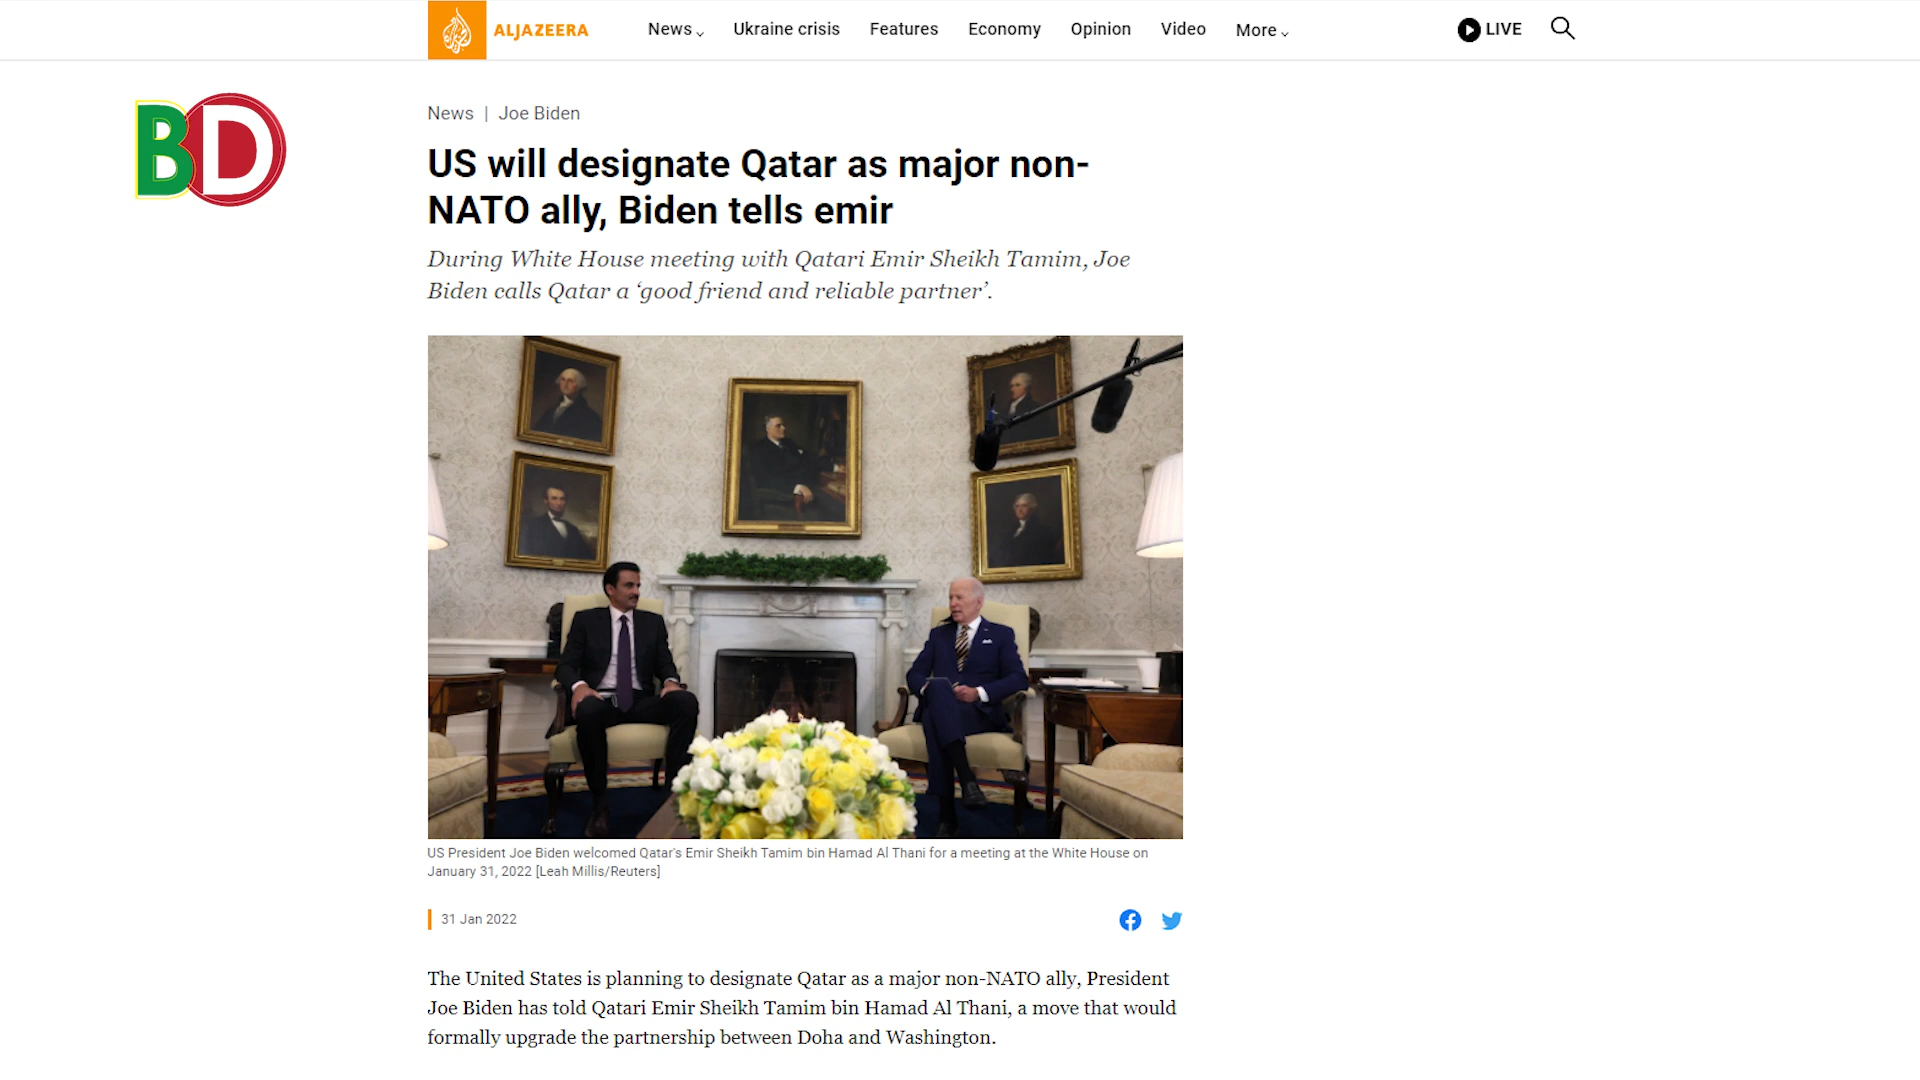 ALJAZEERA
News
Ukraine crisis
Features
Economy
Opinion
Video
More
LIVE
BD
News | Joe Biden
US will designate Qatar as major non-
NATO ally, Biden tells emir
During White House meeting with Qatari Emir Sheikh Tamim, Joe
Biden calls Qatar a ‘good friend and reliable partner’.
US President Joe Biden welcomed Qatar's Emir Sheikh Tamim bin Hamad Al Thani for a meeting at the White House on
January 31, 2022 [Leah Millis/Reuters]
31 Jan 2022
The United States is planning to designate Qatar as a major non-NATO ally, President
Joe Biden has told Qatari Emir Sheikh Tamim bin Hamad Al Thani, a move that would
formally upgrade the partnership between Doha and Washington.